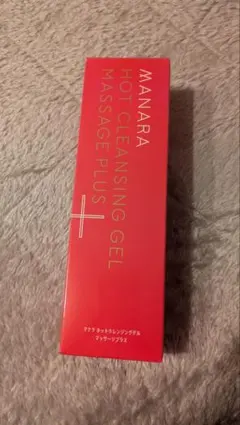 MANARA
HOT CLEANSING GEL
MASSAGE PLUS
マナラ ホットクレンジングゲル
マッサージプラス